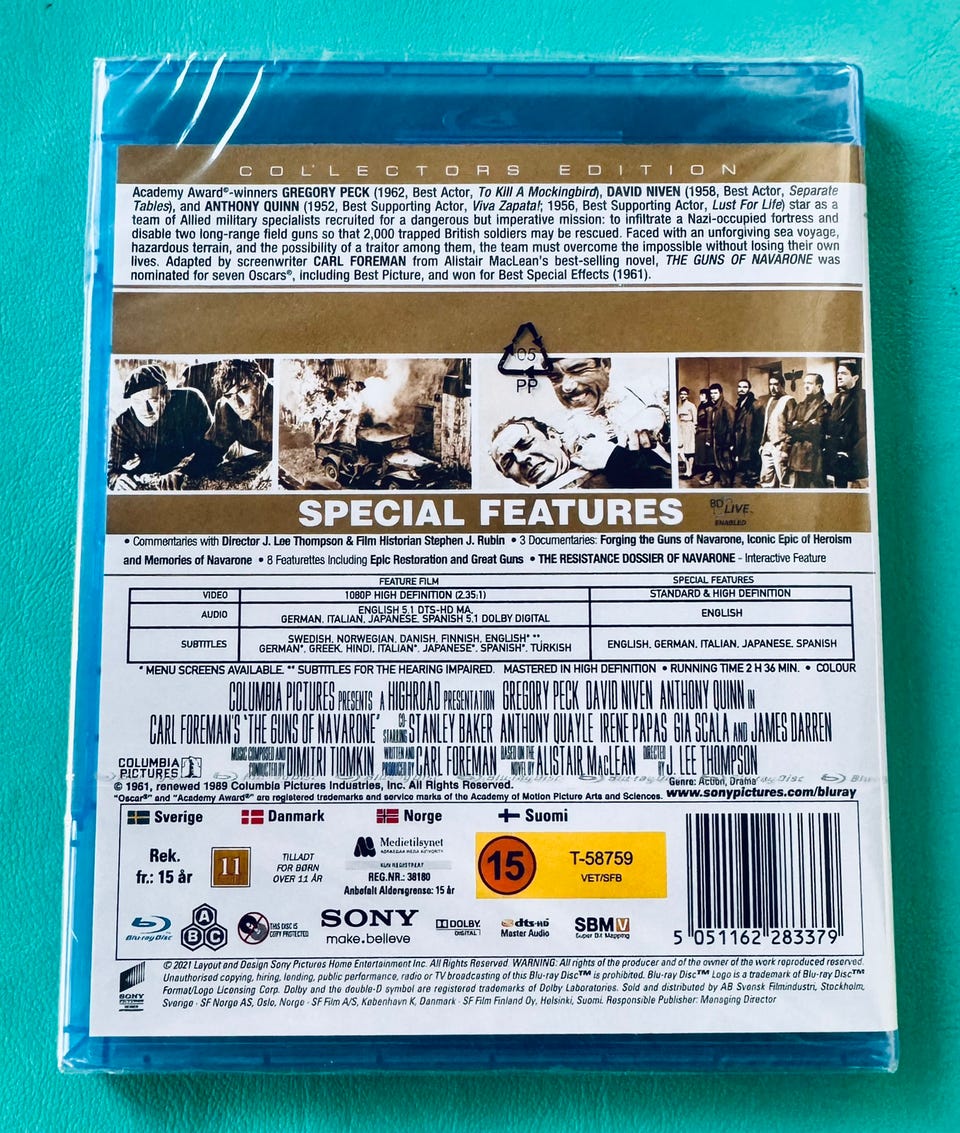 COLLECTORS EDITION
Academy Award®-winners GREGORY PECK (1962, Best Actor, To Kill A Mockingbird), DAVID NIVEN (1958, Best Actor, Separate
Tables), and ANTHONY QUINN (1952, Best Supporting Actor, Viva Zapata!; 1956, Best Supporting Actor, Lust For Life) star as a
team of Allied military specialists recruited for a dangerous but imperative mission: to infiltrate a Nazi-occupied fortress and
disable two long-range field guns so that 2,000 trapped British soldiers may be rescued. Faced with an unforgiving sea voyage,
hazardous terrain, and the possibility of a traitor among them, the team must overcome the impossible without losing their own
lives. Adapted by screenwriter CARL FOREMAN from Alistair MacLean's best-selling novel, THE GUNS OF NAVARONE was
nominated for seven Oscars®, including Best Picture, and won for Best Special Effects (1961).
05
PP
SPECIAL FEATURES
BD LIVE
ENABLED
• Commentaries with Director J. Lee Thompson & Film Historian Stephen J. Rubin • 3 Documentaries: Forging the Guns of Navarone, Iconic Epic of Heroism
and Memories of Navarone • 8 Featurettes Including Epic Restoration and Great Guns • THE RESISTANCE DOSSIER OF NAVARONE - Interactive Feature
FEATURE FILM SPECIAL FEATURES
VIDEO 1080P HIGH DEFINITION (2.35:1) STANDARD & HIGH DEFINITION
AUDIO ENGLISH 5.1 DTS-HD MA, ENGLISH
GERMAN, ITALIAN, JAPANESE, SPANISH 5.1 DOLBY DIGITAL
SUBTITLES SWEDISH, NORWEGIAN, DANISH, FINNISH, ENGLISH* **, ENGLISH, GERMAN, ITALIAN, JAPANESE, SPANISH
GERMAN*, GREEK, HINDI, ITALIAN*, JAPANESE*, SPANISH*, TURKISH
* MENU SCREENS AVAILABLE. ** SUBTITLES FOR THE HEARING IMPAIRED. MASTERED IN HIGH DEFINITION • RUNNING TIME 2 H 36 MIN. • COLOUR
COLUMBIA PICTURES PRESENTS A HIGHROAD PRESENTATION GREGORY PECK DAVID NIVEN ANTHONY QUINN IN
CARL FOREMAN'S 'THE GUNS OF NAVARONE' CO-STARRING STANLEY BAKER ANTHONY QUAYLE IRENE PAPAS GIA SCALA AND JAMES DARREN
MUSIC COMPOSED AND CONDUCTED BY DIMITRI TIOMKIN WRITTEN AND PRODUCED BY CARL FOREMAN BASED ON THE NOVEL BY ALISTAIR MacLEAN DIRECTED BY J. LEE THOMPSON
COLUMBIA
PICTURES
Genre: Action, Drama
© 1961, renewed 1989 Columbia Pictures Industries, Inc. All Rights Reserved.
"Oscar®" and "Academy Award®" are registered trademarks and service marks of the Academy of Motion Picture Arts and Sciences. www.sonypictures.com/bluray
Sverige Danmark Norge Suomi
Rek.
fr.: 15 år
11
TILLADT
FOR BØRN
OVER 11 ÅR
Medietilsynet
NORWEGIAN MEDIA AUTHORITY
KUN REGISTRERT
REG.NR.: 38180
Anbefalt Aldersgrense: 15 år
15
T-58759
VET/SFB
Blu-ray Disc
A
B C
THIS DISC IS
COPY PROTECTED
SONY
make.believe
DOLBY
DIGITAL
dts-HD
Master Audio
SBMV
Super Bit Mapping
5 051162 283379
SONY
© 2021 Layout and Design Sony Pictures Home Entertainment Inc. All Rights Reserved. WARNING: All rights of the producer and of the owner of the work reproduced reserved.
Unauthorised copying, hiring, lending, public performance, radio or TV broadcasting of this Blu-ray Disc™ is prohibited. Blu-ray Disc™ Logo is a trademark of Blu-ray Disc™
Format/Logo Licensing Corp. Dolby and the double-D symbol are registered trademarks of Dolby Laboratories. Sold and distributed by AB Svensk Filmindustri, Stockholm,
Sverige · SF Norge AS, Oslo, Norge · SF Film A/S, København K, Danmark · SF Film Finland Oy, Helsinki, Suomi. Responsible Publisher: Managing Director